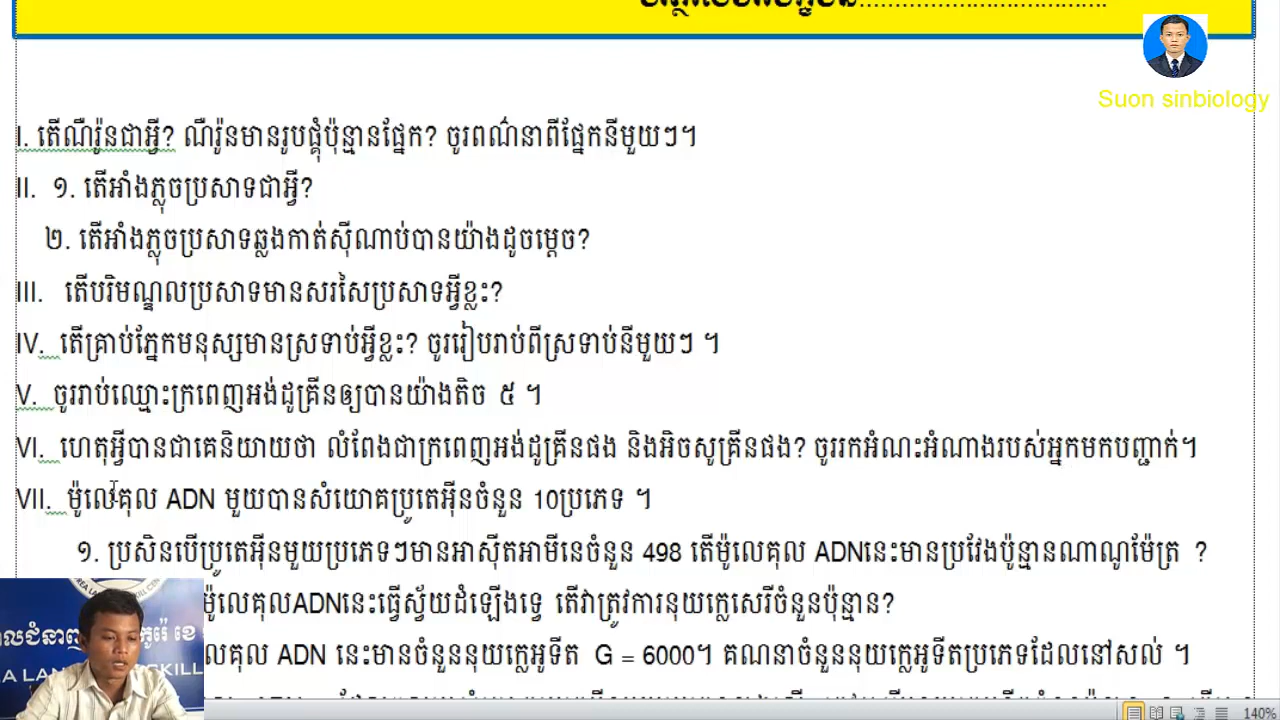 Suon sinbiology
I. តើណឺរ៉ូនជាអ្វី? ណឺរ៉ូនមានរូបផ្គុំប៉ុន្មានផ្នែក? ចូរពណ៌នាពីផ្នែកនីមួយៗ។
II. ១. តើអាំងភ្លុចប្រសាទជាអ្វី?
២. តើអាំងភ្លុចប្រសាទឆ្លងកាត់ស៊ីណាប់បានយ៉ាងដូចម្តេច?
III. តើបរិមណ្ឌលប្រសាទមានសរសៃប្រសាទអ្វីខ្លះ?
IV. តើគ្រាប់ភ្នែកមនុស្សមានស្រទាប់អ្វីខ្លះ? ចូររៀបរាប់ពីស្រទាប់នីមួយៗ ។
V. ចូររាប់ឈ្មោះក្រពេញអង់ដូគ្រីនឲ្យបានយ៉ាងតិច ៥ ។
VI. ហេតុអ្វីបានជាគេនិយាយថា លំពែងជាក្រពេញអង់ដូគ្រីនផង និងអិចសូគ្រីនផង? ចូររកអំណះអំណាងរបស់អ្នកមកបញ្ជាក់។
VII. ម៉ូលេគុល ADN មួយបានសំយោគប្រូតេអ៊ីនចំនួន 10ប្រភេទ ។
១. ប្រសិនបើប្រូតេអ៊ីនមួយប្រភេទៗមានអាស៊ីតអាមីនេចំនួន 498 តើម៉ូលេគុល ADNនេះមានប្រវែងប៉ូន្មានណាណូម៉ែត្រ ?
ម៉ូលេគុលADNនេះធ្វើស្វ័យដំឡើងទ្វេ តើវាត្រូវការនុយក្លេសេរីចំនួនប៉ុន្មាន?
លេគុល ADN នេះមានចំនួននុយក្លេអូទីត G = 6000។ គណនាចំនួននុយក្លេអូទីតប្រភេទដែលនៅសល់ ។
140%